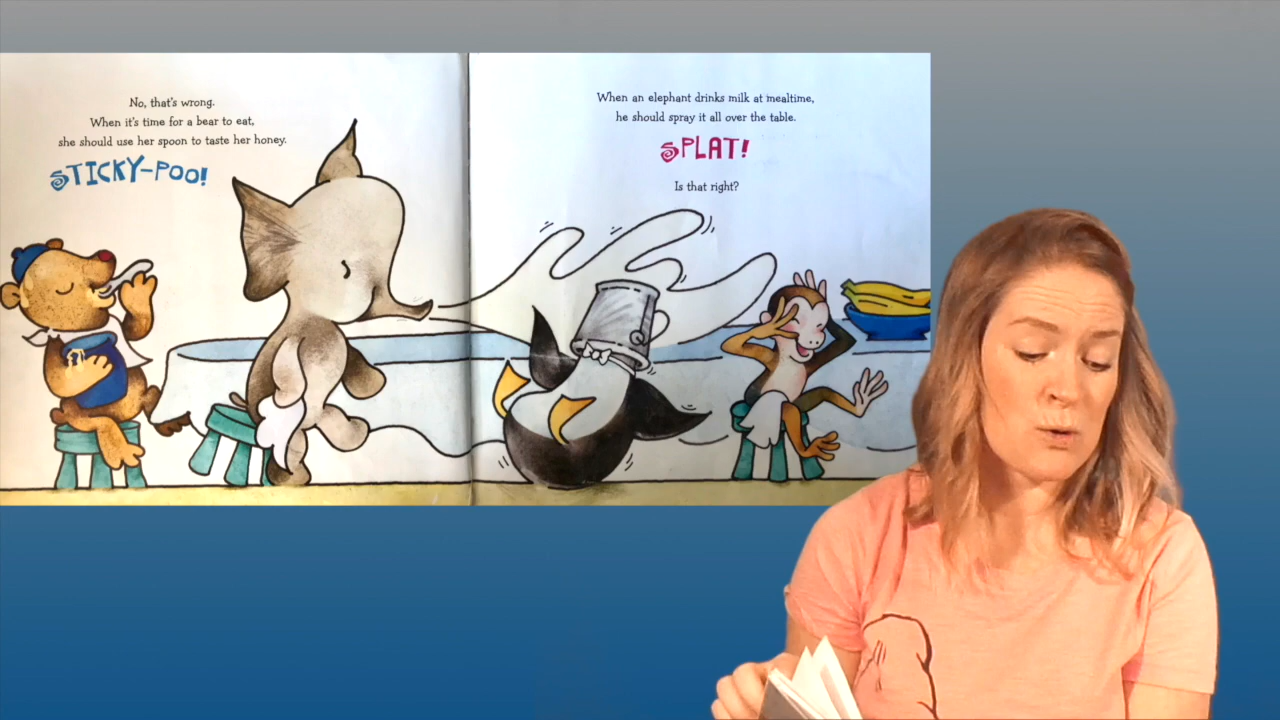 No, that's wrong.
When it's time for a bear to eat,
she should use her spoon to taste her honey.
STICKY-POO!
When an elephant drinks milk at mealtime,
he should spray it all over the table.
SPLAT!
Is that right?